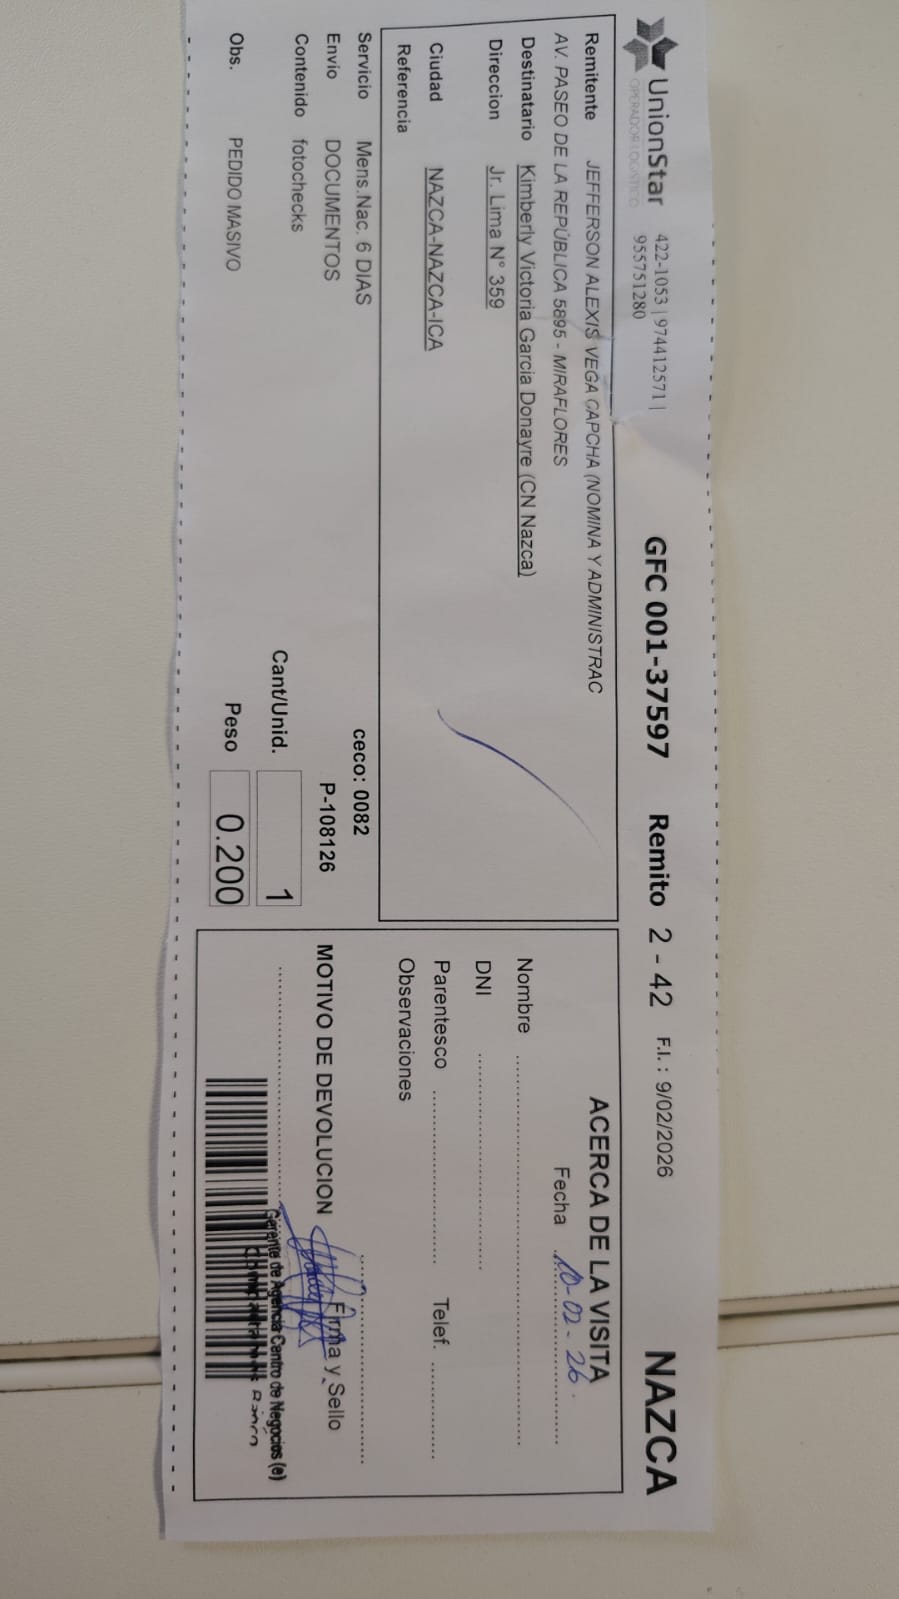 UnionStar
OPERADOR LOGISTICO
422-1053 | 974412571 |
955751280
GFC 001-37597
Remito 2 - 42
F.I. : 9/02/2026
NAZCA
Remitente JEFFERSON ALEXIS VEGA CAPCHA (NOMINA Y ADMINISTRAC
AV. PASEO DE LA REPÚBLICA 5895 - MIRAFLORES
Destinatario Kimberly Victoria Garcia Donayre (CN Nazca)
Direccion Jr. Lima N° 359
Ciudad NAZCA-NAZCA-ICA
Referencia
Servicio Mens.Nac. 6 DIAS
ceco: 0082
Envio DOCUMENTOS
P-108126
Contenido fotochecks
Cant/Unid. 1
Obs. PEDIDO MASIVO
Peso 0.200
ACERCA DE LA VISITA
Fecha 10-02-26.
Nombre
DNI
Parentesco
Telef.
Observaciones
Firma y Sello
MOTIVO DE DEVOLUCION
Gerente de Agencia Centro de Negocios (e)